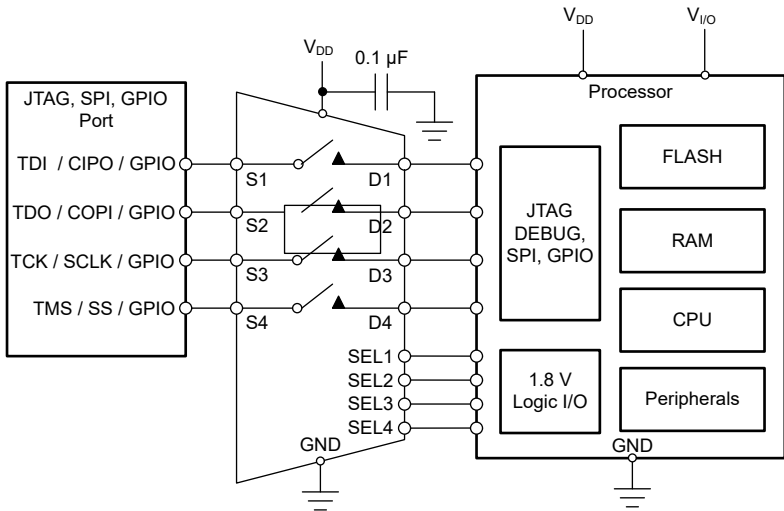 JTAG, SPI, GPIO
Port
TDI / CIPO / GPIO
TDO / COPI / GPIO
TCK / SCLK / GPIO
TMS / SS / GPIO
VDD
0.1 µF
S1
D1
S2
D2
S3
D3
S4
D4
SEL1
SEL2
SEL3
SEL4
GND
VDD
VI/O
Processor
JTAG
DEBUG,
SPI, GPIO
1.8 V
Logic I/O
FLASH
RAM
CPU
Peripherals
GND